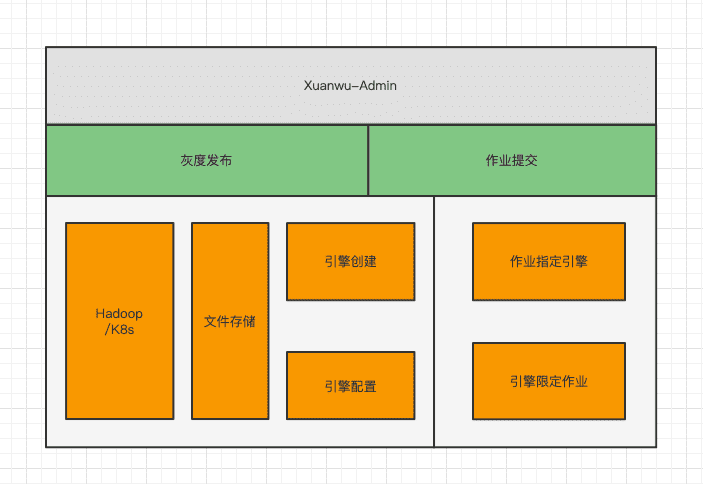 Xuanwu-Admin
灰度发布
作业提交
Hadoop
/K8s
文件存储
引擎创建
引擎配置
作业指定引擎
引擎限定作业